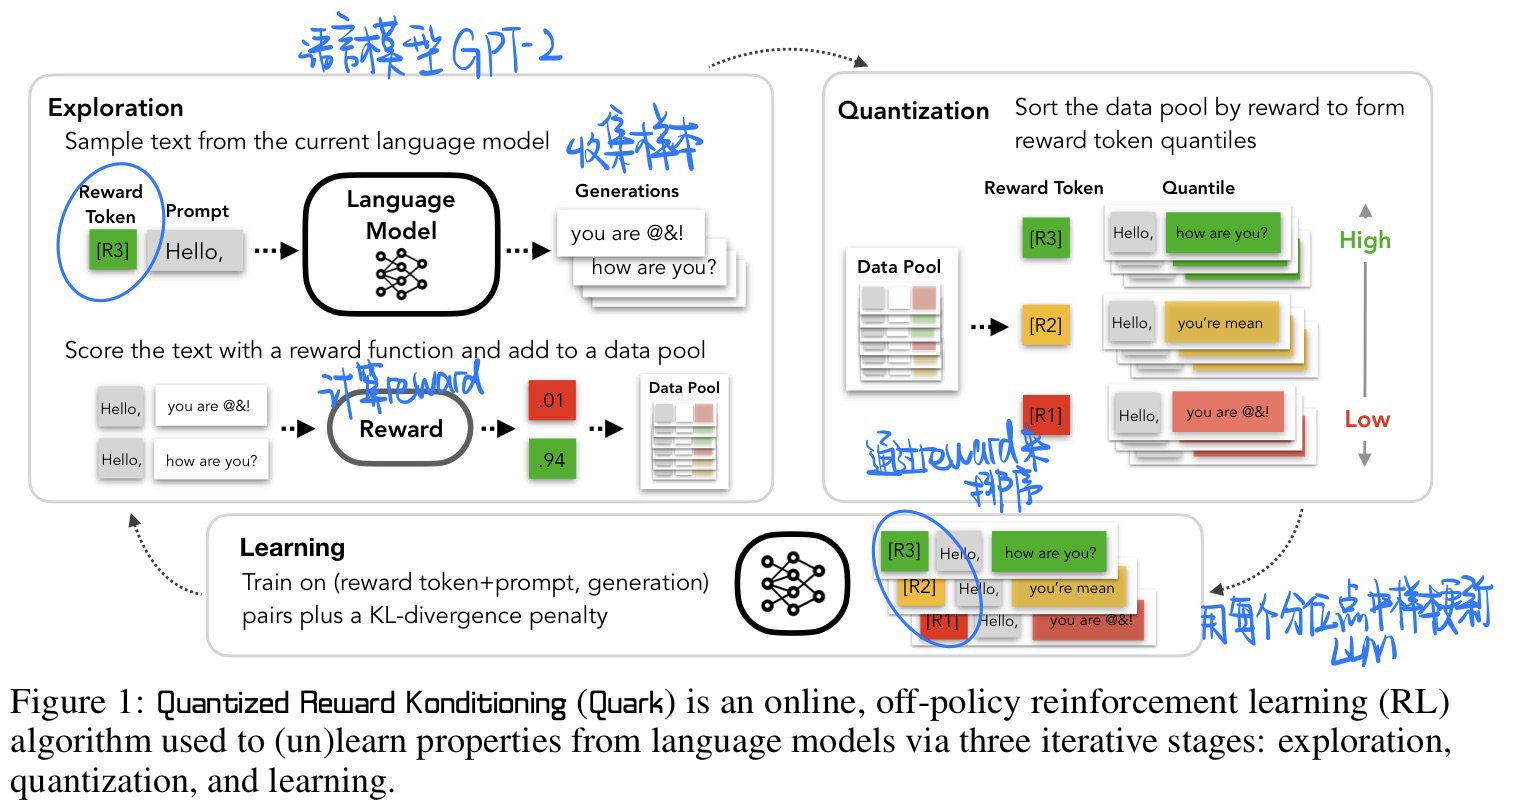 语言模型 GPT-2
Exploration
Sample text from the current language model
收集样本
Reward
Token
Prompt
[R3]
Hello,
Language
Model
Generations
you are @&!
how are you?
Score the text with a reward function and add to a data pool
计算reward
Hello,
you are @&!
Hello,
how are you?
Reward
.01
.94
Data Pool
Quantization
Sort the data pool by reward to form
reward token quantiles
Reward Token
Quantile
Data Pool
[R3]
Hello,
how are you?
High
[R2]
Hello,
you're mean
[R1]
Hello,
you are @&!
Low
通过reward来
排序
Learning
Train on (reward token+prompt, generation)
pairs plus a KL-divergence penalty
[R3]
Hello,
how are you?
[R2]
Hello,
you're mean
[R1]
Hello,
you are @&!
用每个分位点中样本更新
LLM
Figure 1: Quantized Reward Konditioning (Quark) is an online, off-policy reinforcement learning (RL)
algorithm used to (un)learn properties from language models via three iterative stages: exploration,
quantization, and learning.